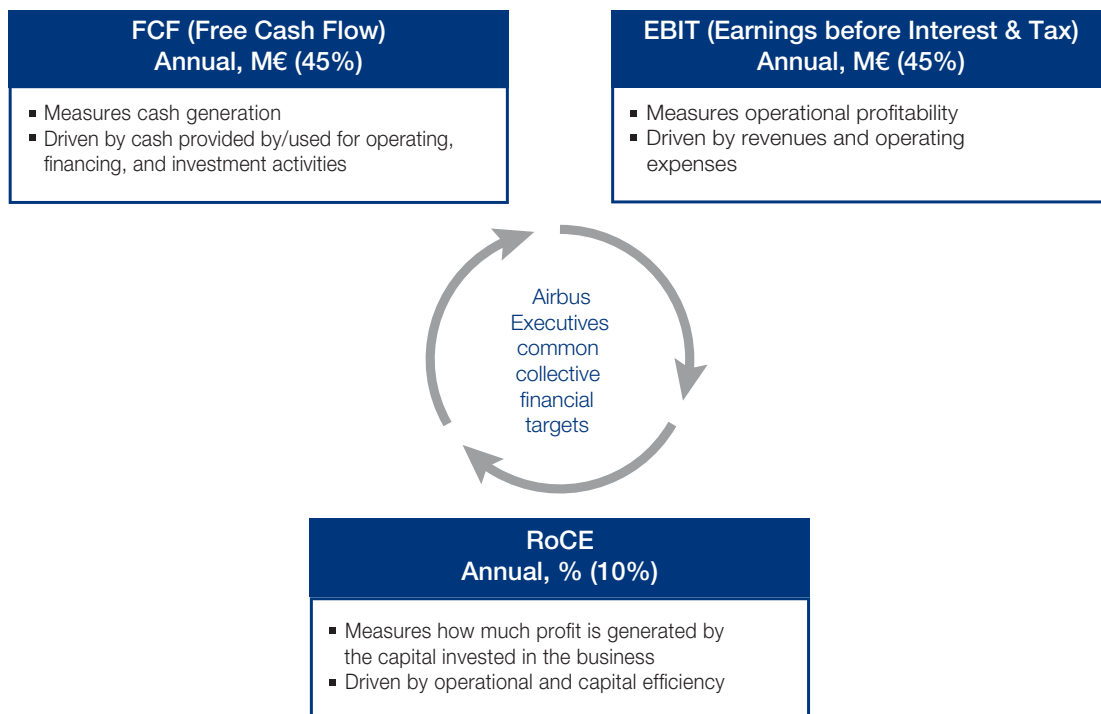 FCF (Free Cash Flow)
Annual, M€ (45%)
▪ Measures cash generation
▪ Driven by cash provided by/used for operating,
financing, and investment activities
EBIT (Earnings before Interest & Tax)
Annual, M€ (45%)
▪ Measures operational profitability
▪ Driven by revenues and operating
expenses
Airbus
Executives
common
collective
financial
targets
RoCE
Annual, % (10%)
▪ Measures how much profit is generated by
the capital invested in the business
▪ Driven by operational and capital efficiency